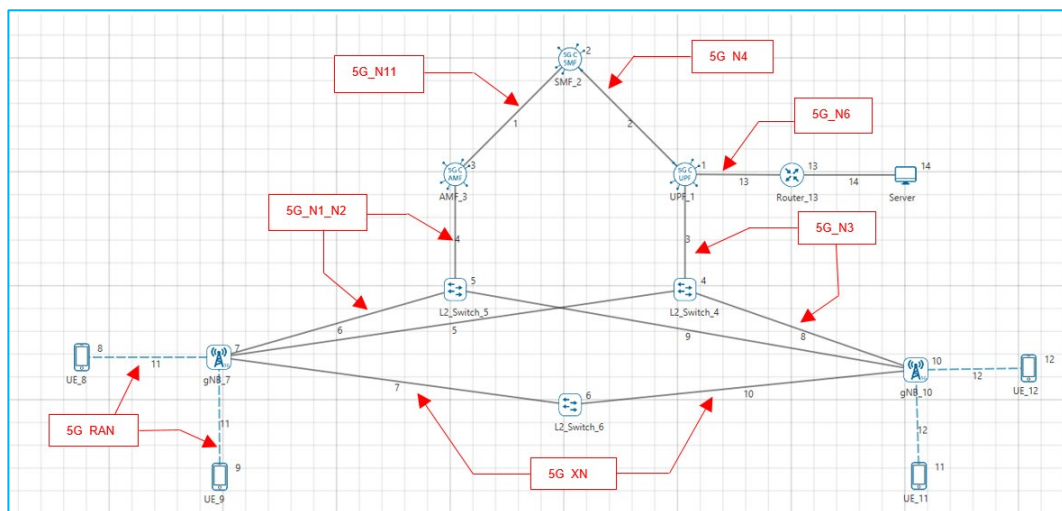 5G C
SMF
2
SMF_2
5G_N11
5G N4
1
2
5G_N6
5G C
AMF
3
AMF_3
5G C
UPF
1
UPF_1
13
13
Router_13
14
14
Server
5G_N1_N2
4
3
5G_N3
5
L2_Switch_5
4
L2_Switch_4
6
5
9
8
8
UE_8
11
7
5G
gNB_7
10
5G
gNB_10
12
12
UE_12
7
6
L2_Switch_6
10
5G RAN
11
9
UE_9
5G XN
12
11
UE_11